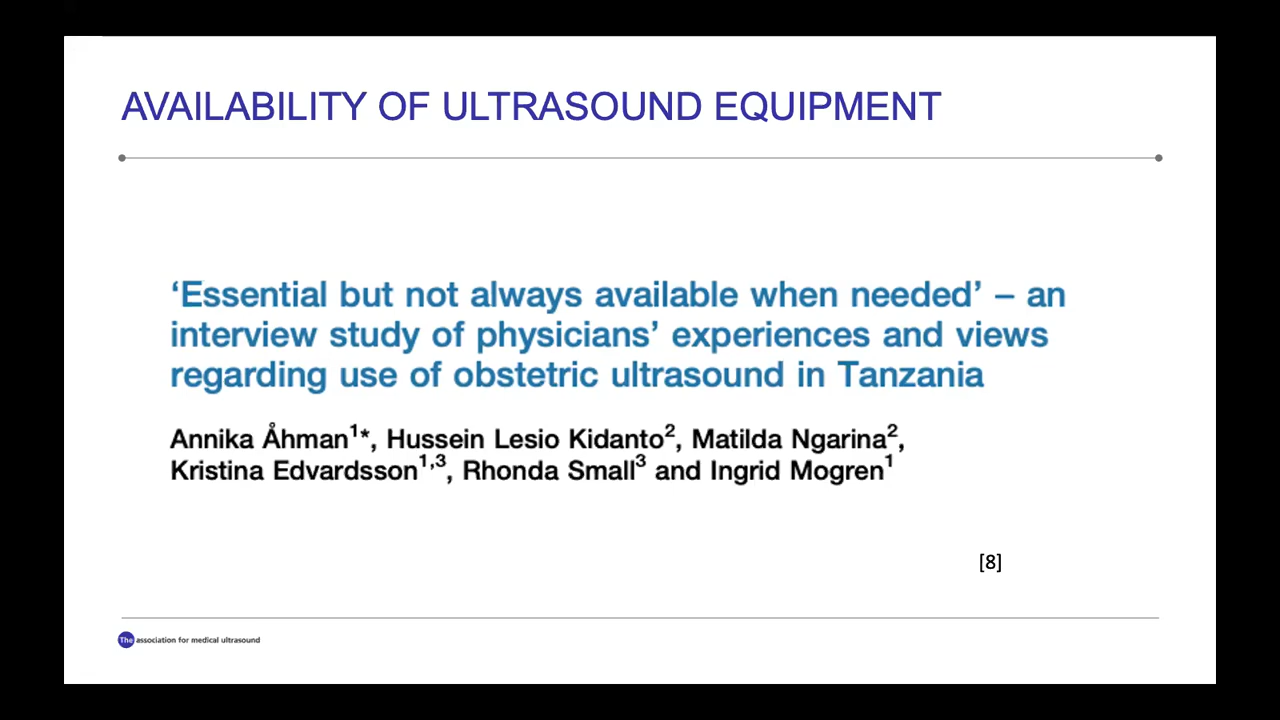 AVAILABILITY OF ULTRASOUND EQUIPMENT
‘Essential but not always available when needed’ – an
interview study of physicians’ experiences and views
regarding use of obstetric ultrasound in Tanzania
Annika Åhman1*, Hussein Lesio Kidanto2, Matilda Ngarina2,
Kristina Edvardsson1,3, Rhonda Small3 and Ingrid Mogren1
[8]
The association for medical ultrasound